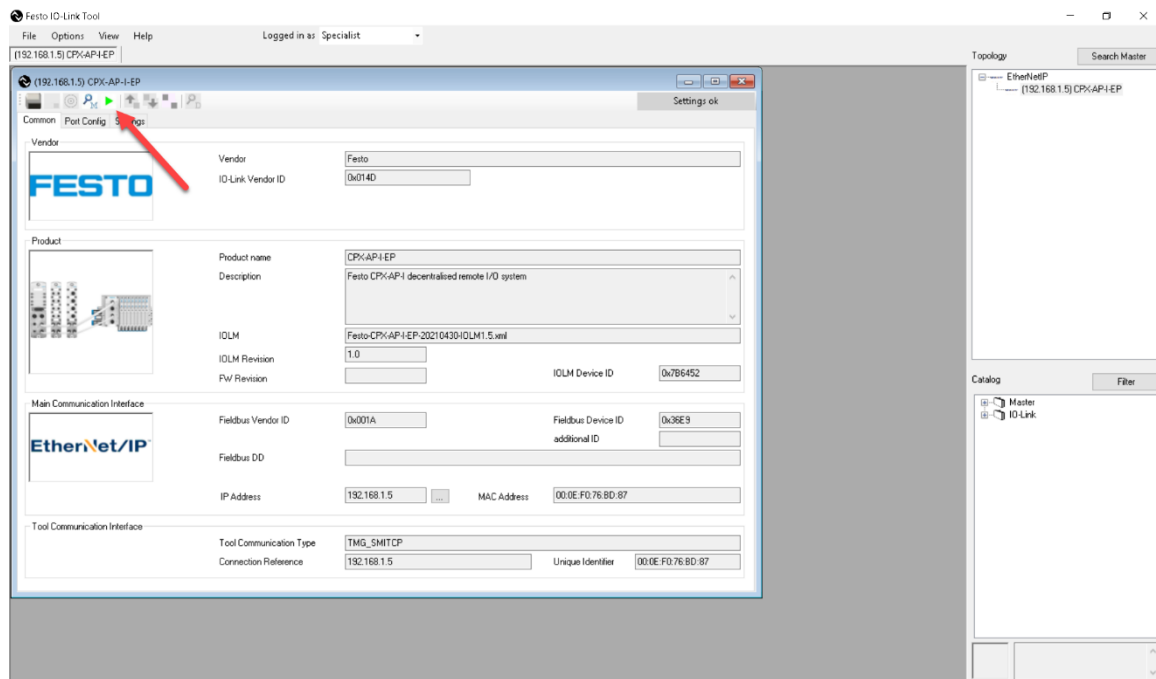 Festo IO-Link Tool
File Options View Help Logged in as Specialist
(192.168.1.5) CPX-AP-I-EP
Topology Search Master
EtherNetIP
(192.168.1.5) CPX-AP-I-EP
(192.168.1.5) CPX-AP-I-EP
Settings ok
Common Port Config
Vendor
FESTO
Vendor Festo
IO-Link Vendor ID 0x014D
Product
Product name CPX-AP-I-EP
Description Festo CPX-AP-I decentralised remote I/O system
IOLM Festo-CPX-AP-I-EP-20210430-IOLM1.5.xml
IOLM Revision 1.0
IOLM Device ID 0x7B6452
FW Revision
Catalog Filter
Master
IO-Link
Main Communication Interface
EtherNet/IP
Fieldbus Vendor ID 0x001A Fieldbus Device ID 0x36E9
additional ID
Fieldbus DD
IP Address 192.168.1.5 ... MAC Address 00:0E:F0:76:BD:87
Tool Communication Interface
Tool Communication Type TMG_SMITCP
Connection Reference 192.168.1.5 Unique Identifier 00:0E:F0:76:BD:87